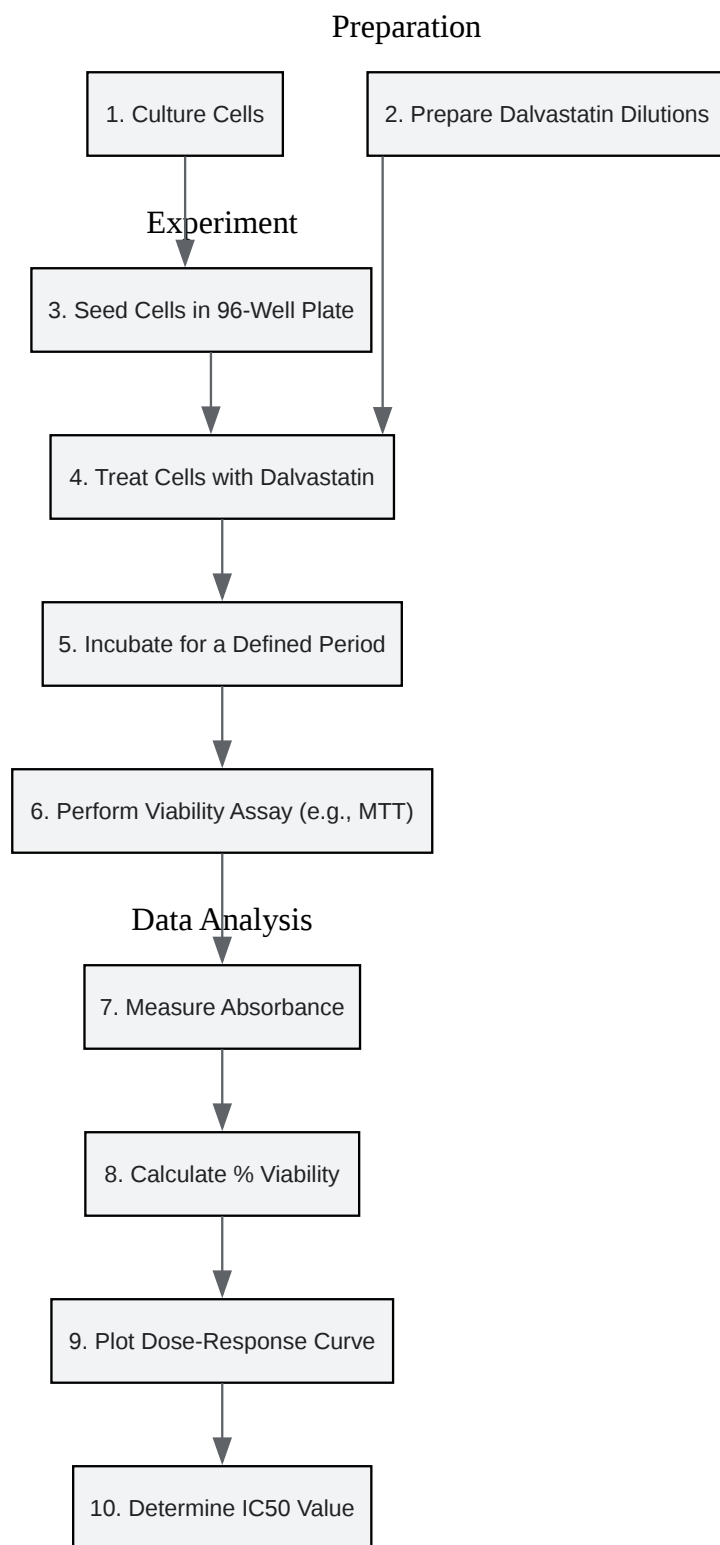 Preparation
1. Culture Cells
2. Prepare Dalvastatin Dilutions
Experiment
3. Seed Cells in 96-Well Plate
4. Treat Cells with Dalvastatin
5. Incubate for a Defined Period
6. Perform Viability Assay (e.g., MTT)
Data Analysis
7. Measure Absorbance
8. Calculate % Viability
9. Plot Dose-Response Curve
10. Determine IC50 Value